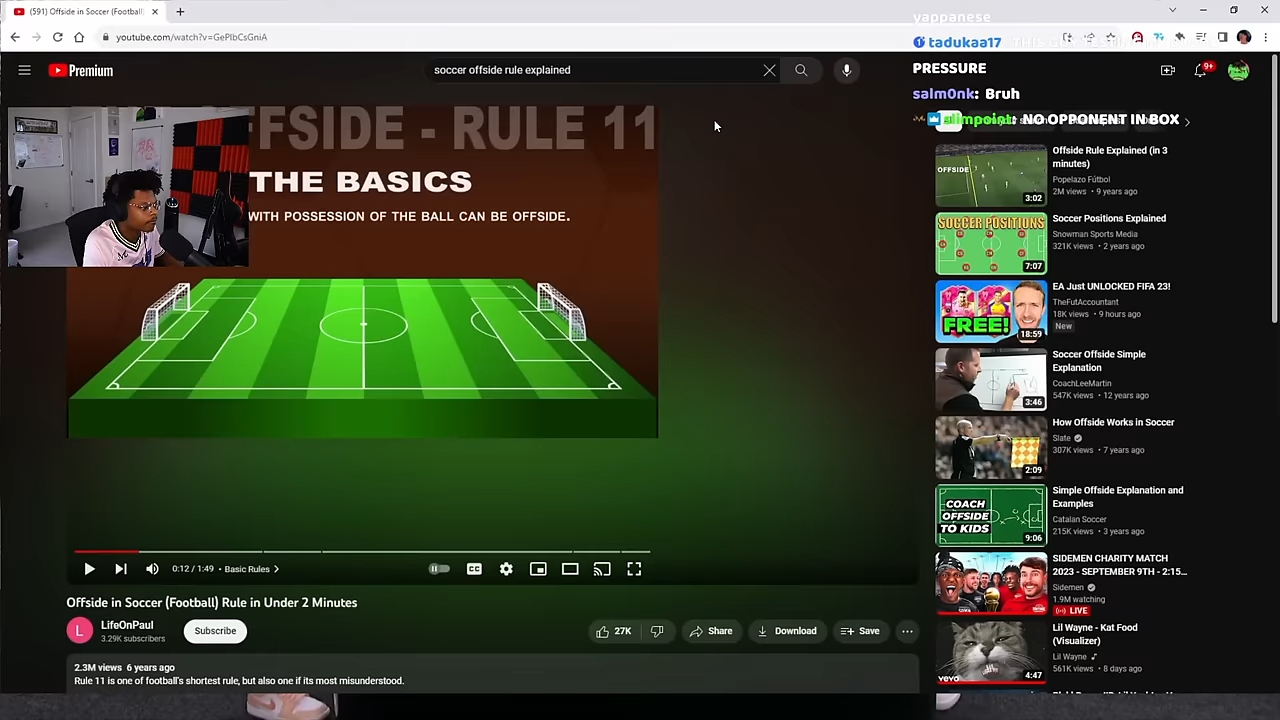 (591) Offside in Soccer (Football)
yappanese
youtube.com/watch?v=GePlbCsGniA
tadukaa17
Premium
soccer offside rule explained
PRESSURE
9+
salm0nk: Bruh
slimpoint: NO OPPONENT IN BOX
FFSIDE - RULE 11
THE BASICS
WITH POSSESSION OF THE BALL CAN BE OFFSIDE.
OFFSIDE
3:02
Offside Rule Explained (in 3
minutes)
Popelazo Fútbol
2M views • 9 years ago
SOCCER POSITIONS
7:07
Soccer Positions Explained
Snowman Sports Media
321K views • 2 years ago
FREE!
18:59
EA Just UNLOCKED FIFA 23!
TheFutAccountant
18K views • 9 hours ago
New
3:46
Soccer Offside Simple
Explanation
CoachLeeMartin
547K views • 12 years ago
2:09
How Offside Works in Soccer
Slate
307K views • 7 years ago
COACH
OFFSIDE
TO KIDS
9:06
Simple Offside Explanation and
Examples
Catalan Soccer
215K views • 3 years ago
SIDEMEN CHARITY MATCH
2023 - SEPTEMBER 9TH - 2:15...
Sidemen
1.9M watching
LIVE
vevo
4:47
Lil Wayne - Kat Food
(Visualizer)
Lil Wayne
561K views • 8 days ago
0:12 / 1:49 • Basic Rules
CC
Offside in Soccer (Football) Rule in Under 2 Minutes
L
LifeOnPaul
3.29K subscribers
Subscribe
27K
Share
Download
Save
2.3M views 6 years ago
Rule 11 is one of football's shortest rule, but also one if its most misunderstood.